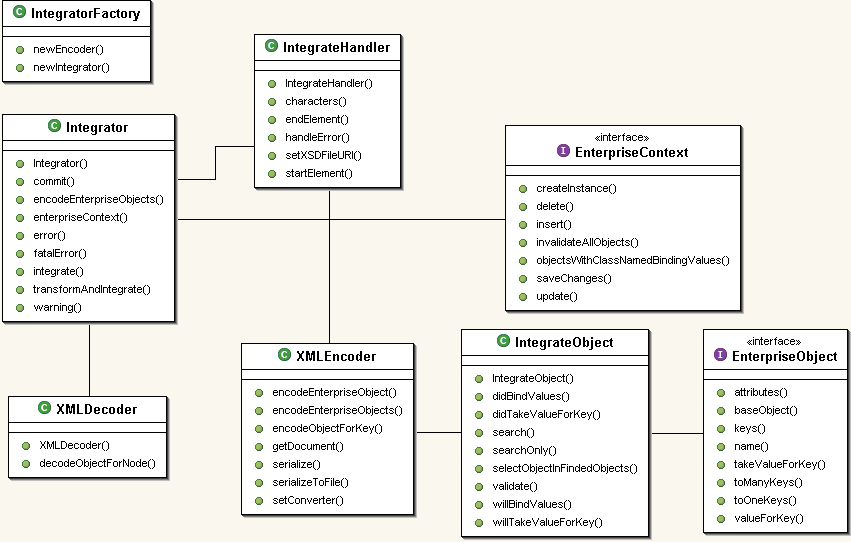 C IntegratorFactory
newEncoder()
newIntegrator()
C IntegrateHandler
IntegrateHandler()
characters()
endElement()
handleError()
setXSDFileURI()
startElement()
C Integrator
Integrator()
commit()
encodeEnterpriseObjects()
enterpriseContext()
error()
fatalError()
integrate()
transformAndIntegrate()
warning()
«interface»
I EnterpriseContext
createInstance()
delete()
insert()
invalidateAllObjects()
objectsWithClassNamedBindingValues()
saveChanges()
update()
C XMLDecoder
XMLDecoder()
decodeObjectForNode()
C XMLEncoder
encodeEnterpriseObject()
encodeEnterpriseObjects()
encodeObjectForKey()
getDocument()
serialize()
serializeToFile()
setConverter()
C IntegrateObject
IntegrateObject()
didBindValues()
didTakeValueForKey()
search()
searchOnly()
selectObjectInFindedObjects()
validate()
willBindValues()
willTakeValueForKey()
«interface»
I EnterpriseObject
attributes()
baseObject()
keys()
name()
takeValueForKey()
toManyKeys()
toOneKeys()
valueForKey()